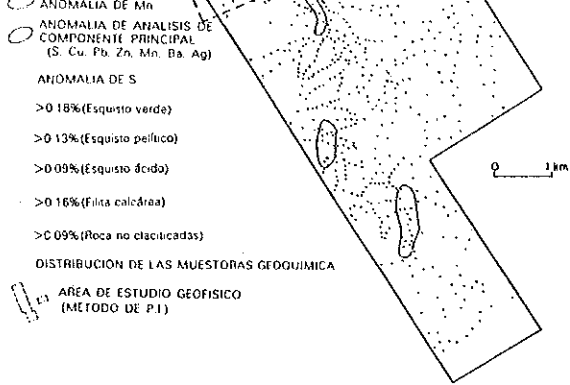 ANOMALIA DE Mn
ANOMALIA DE ANALISIS DE
COMPONENTE PRINCIPAL
(S, Cu, Pb, Zn, Mn, Ba, Ag)
ANOMALIA DE S
>0.18%(Esquisto verde)
>0.13%(Esquisto pelítico)
>0.09%(Esquisto ácido)
>0.16%(Filita calcárea)
>0.09%(Roca no clacificadas)
DISTRIBUCION DE LAS MUESTORAS GEOQUIMICA
AREA DE ESTUDIO GEOFISICO
(METODO DE P.I.)
0 1 km